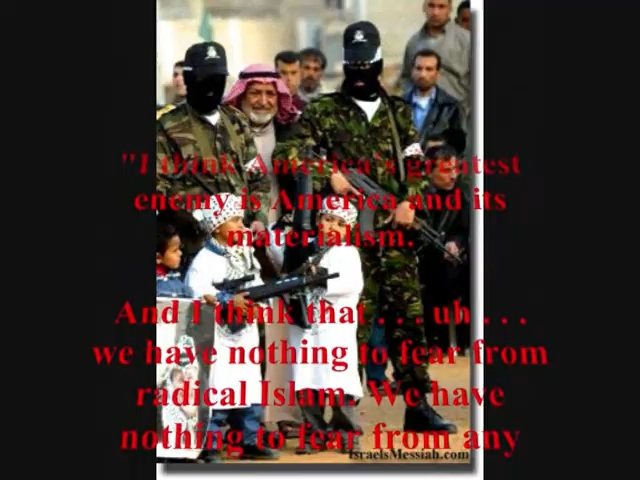 "I think America's greatest
enemy is America and its
materialism.
And I think that . . . uh . . .
we have nothing to fear from
radical Islam. We have
nothing to fear from any
IsraelsMessiah.com